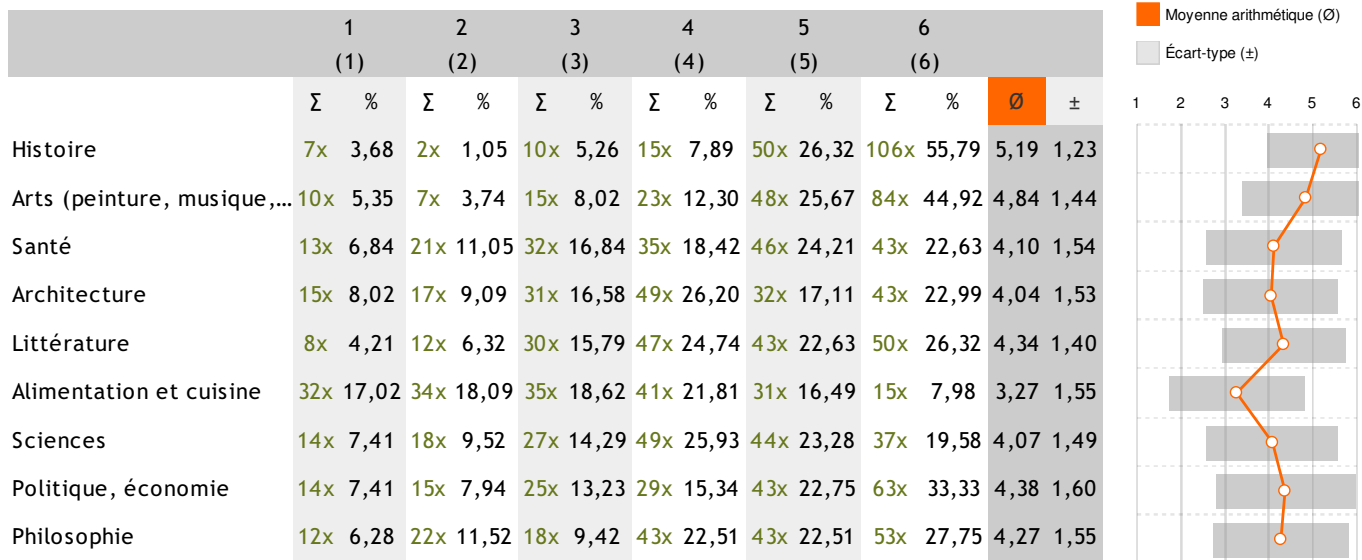 Moyenne arithmétique (Ø)
Écart-type (±)
1 2 3 4 5 6
(1) (2) (3) (4) (5) (6)
Σ % Σ % Σ % Σ % Σ % Σ % Ø ± 1 2 3 4 5 6
Histoire 7x 3,68 2x 1,05 10x 5,26 15x 7,89 50x 26,32 106x 55,79 5,19 1,23
Arts (peinture, musique,... 10x 5,35 7x 3,74 15x 8,02 23x 12,30 48x 25,67 84x 44,92 4,84 1,44
Santé 13x 6,84 21x 11,05 32x 16,84 35x 18,42 46x 24,21 43x 22,63 4,10 1,54
Architecture 15x 8,02 17x 9,09 31x 16,58 49x 26,20 32x 17,11 43x 22,99 4,04 1,53
Littérature 8x 4,21 12x 6,32 30x 15,79 47x 24,74 43x 22,63 50x 26,32 4,34 1,40
Alimentation et cuisine 32x 17,02 34x 18,09 35x 18,62 41x 21,81 31x 16,49 15x 7,98 3,27 1,55
Sciences 14x 7,41 18x 9,52 27x 14,29 49x 25,93 44x 23,28 37x 19,58 4,07 1,49
Politique, économie 14x 7,41 15x 7,94 25x 13,23 29x 15,34 43x 22,75 63x 33,33 4,38 1,60
Philosophie 12x 6,28 22x 11,52 18x 9,42 43x 22,51 43x 22,51 53x 27,75 4,27 1,55